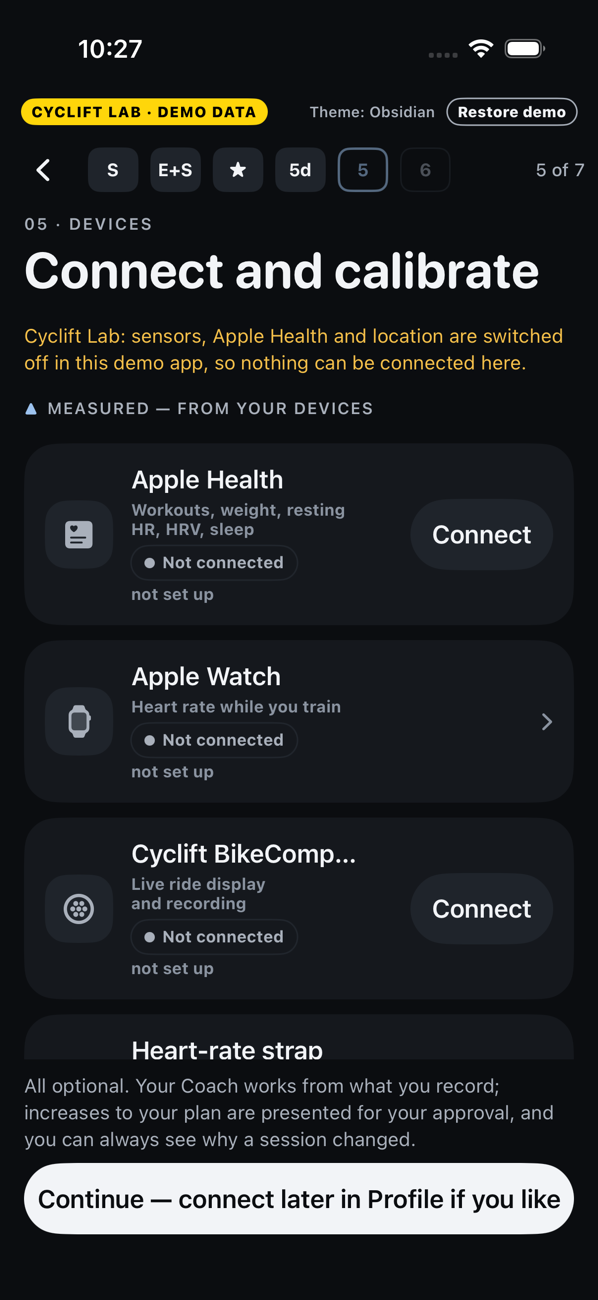 10:27
CYCLIFT LAB · DEMO DATA
Theme: Obsidian
Restore demo
S
E+S
5d
5
6
5 of 7
05 · DEVICES
Connect and calibrate
Cyclift Lab: sensors, Apple Health and location are switched
off in this demo app, so nothing can be connected here.
MEASURED — FROM YOUR DEVICES
Apple Health
Workouts, weight, resting
HR, HRV, sleep
Not connected
not set up
Connect
Apple Watch
Heart rate while you train
Not connected
not set up
Cyclift BikeComp...
Live ride display
and recording
Not connected
not set up
Connect
Heart-rate strap
All optional. Your Coach works from what you record;
increases to your plan are presented for your approval, and
you can always see why a session changed.
Continue — connect later in Profile if you like